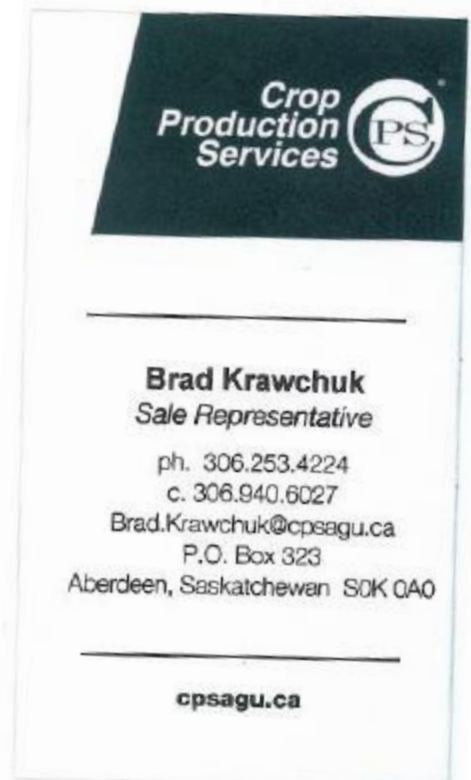 Crop
Production
Services
CPS
Brad Krawchuk
Sale Representative
ph. 306.253.4224
c. 306.940.6027
Brad.Krawchuk@cpsagu.ca
P.O. Box 323
Aberdeen, Saskatchewan S0K 0A0
cpsagu.ca